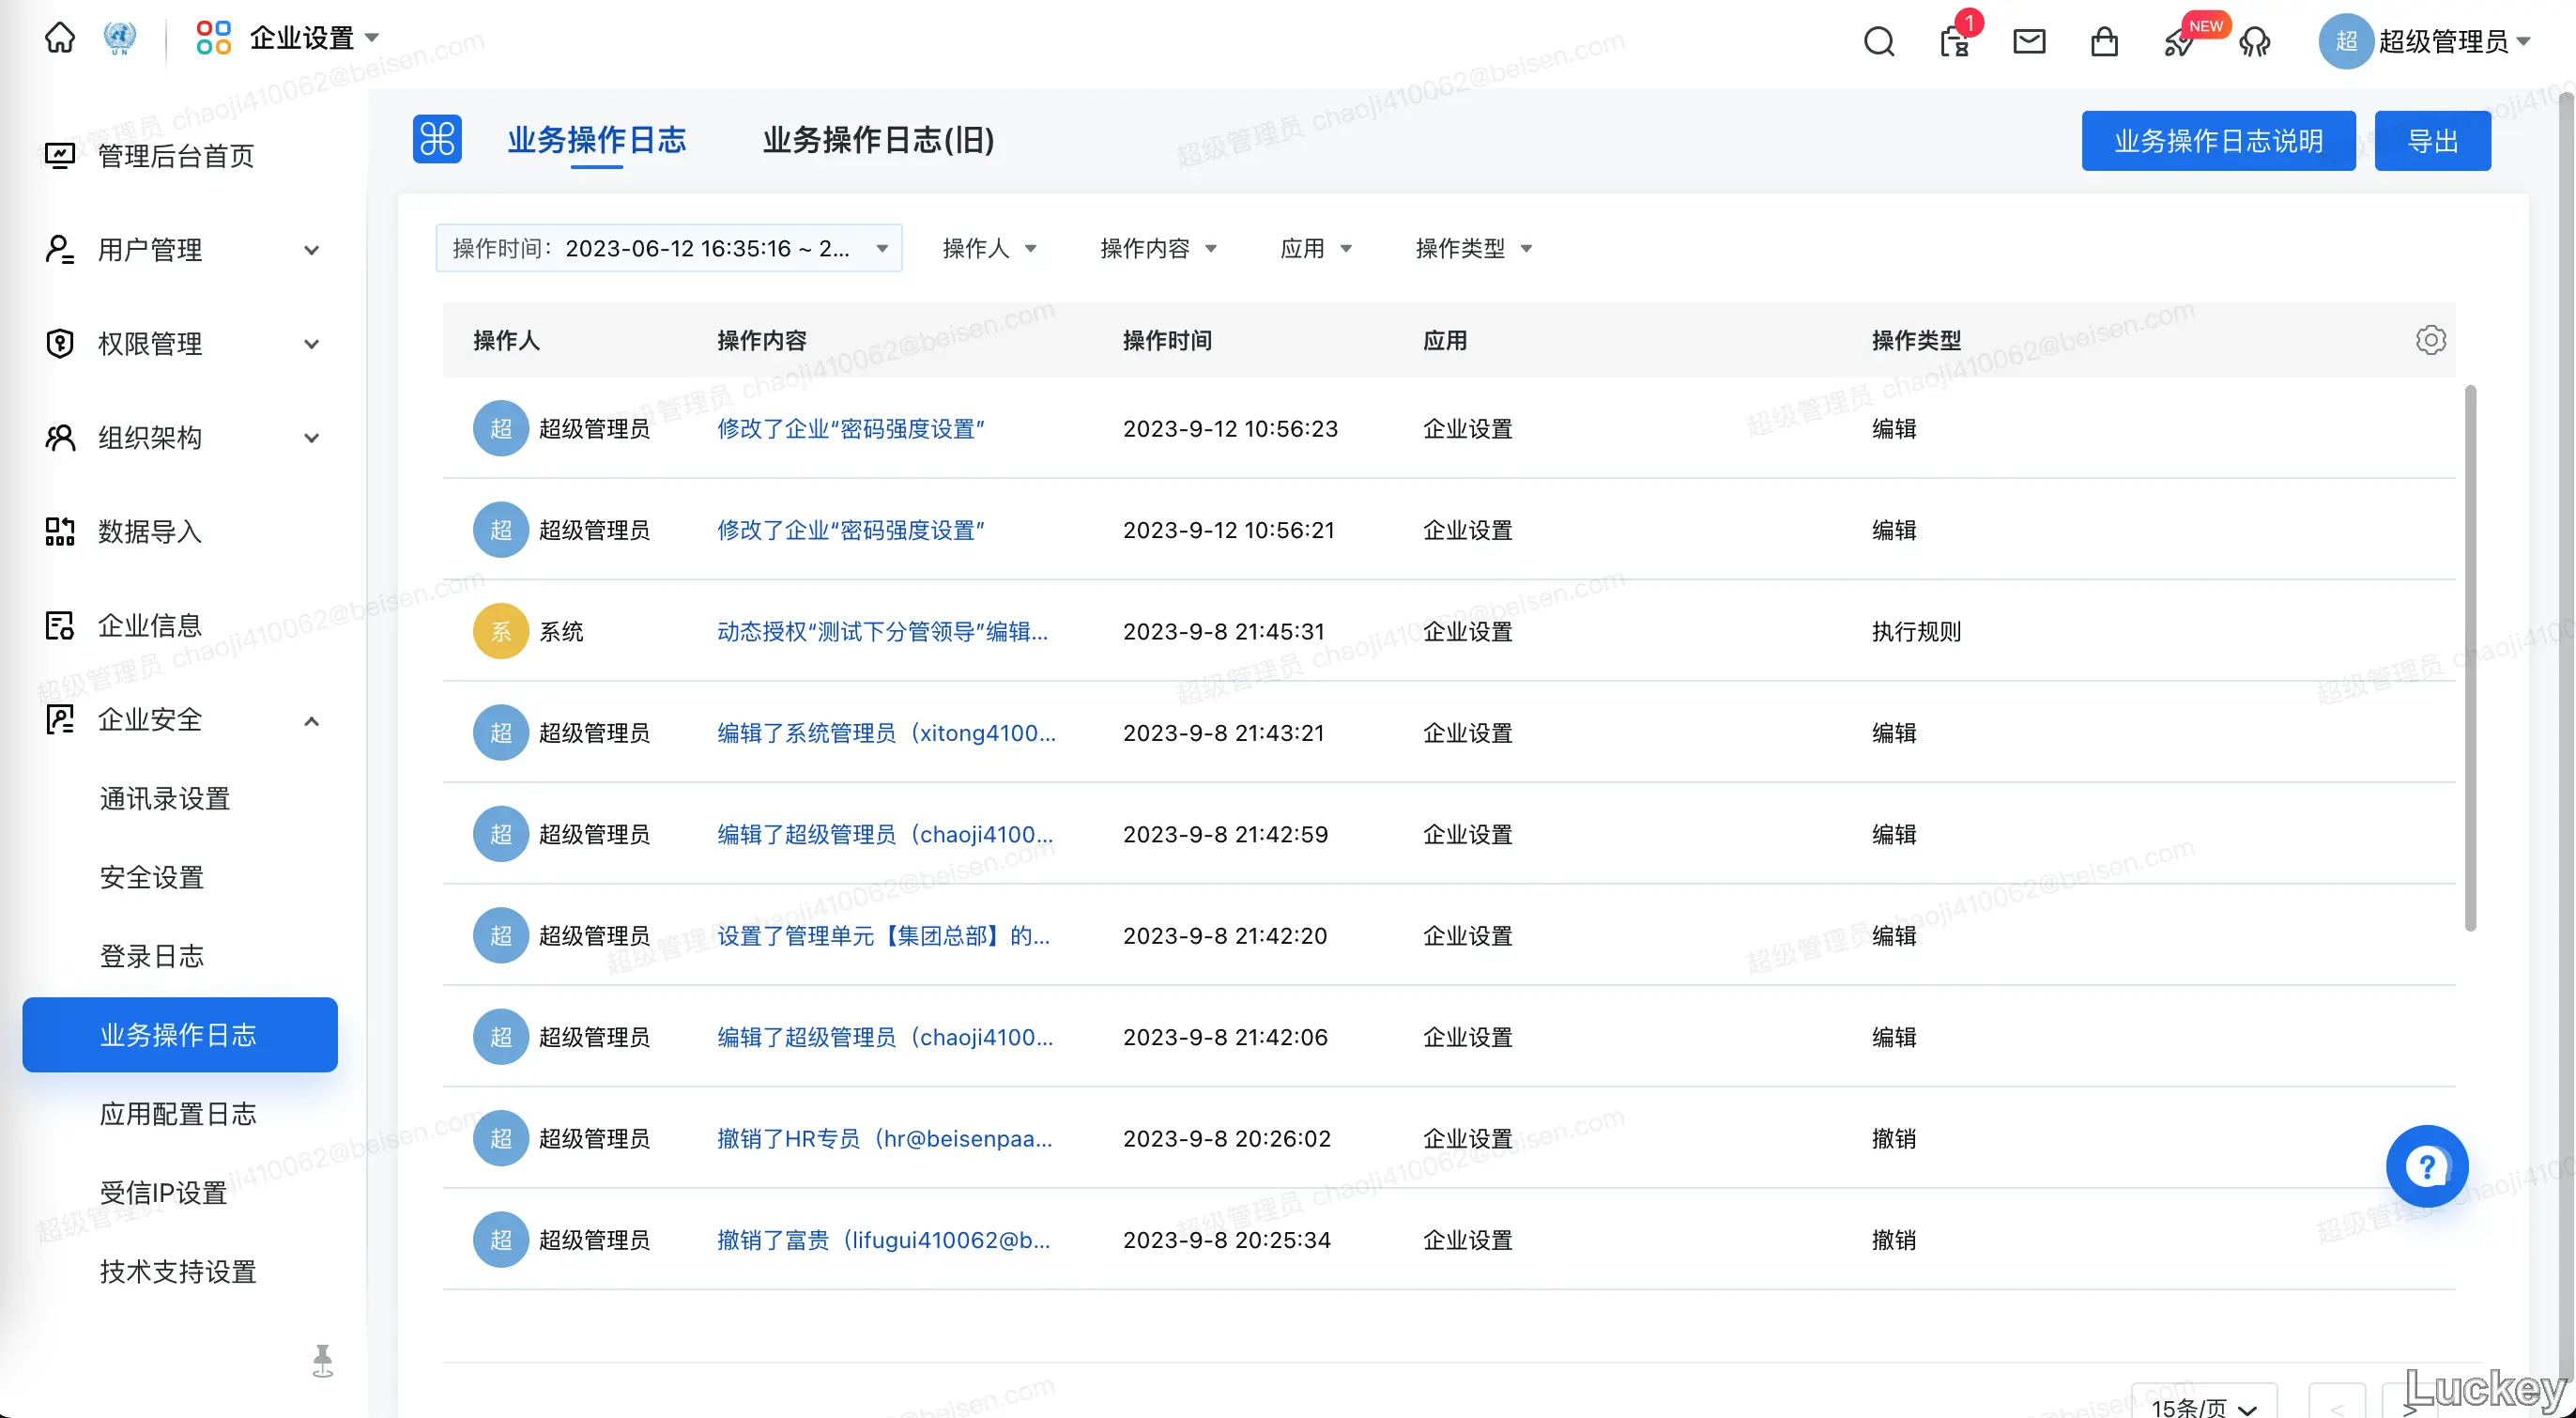 企业设置
1
NEW
超 超级管理员
管理后台首页
用户管理
权限管理
组织架构
数据导入
企业信息
企业安全
通讯录设置
安全设置
登录日志
业务操作日志
应用配置日志
受信IP设置
技术支持设置
业务操作日志 业务操作日志(旧)
业务操作日志说明 导出
操作时间: 2023-06-12 16:35:16 ~ 2... 操作人 操作内容 应用 操作类型
操作人 操作内容 操作时间 应用 操作类型
超 超级管理员 修改了企业“密码强度设置” 2023-9-12 10:56:23 企业设置 编辑
超 超级管理员 修改了企业“密码强度设置” 2023-9-12 10:56:21 企业设置 编辑
系 系统 动态授权“测试下分管领导”编辑... 2023-9-8 21:45:31 企业设置 执行规则
超 超级管理员 编辑了系统管理员（xitong4100... 2023-9-8 21:43:21 企业设置 编辑
超 超级管理员 编辑了超级管理员（chaoji4100... 2023-9-8 21:42:59 企业设置 编辑
超 超级管理员 设置了管理单元【集团总部】的... 2023-9-8 21:42:20 企业设置 编辑
超 超级管理员 编辑了超级管理员（chaoji4100... 2023-9-8 21:42:06 企业设置 编辑
超 超级管理员 撤销了HR专员（hr@beisenpaa... 2023-9-8 20:26:02 企业设置 撤销
超 超级管理员 撤销了富贵（lifugui410062@b... 2023-9-8 20:25:34 企业设置 撤销
15条/页 < >
Luckey
超级管理员 chaoji410062@beisen.com